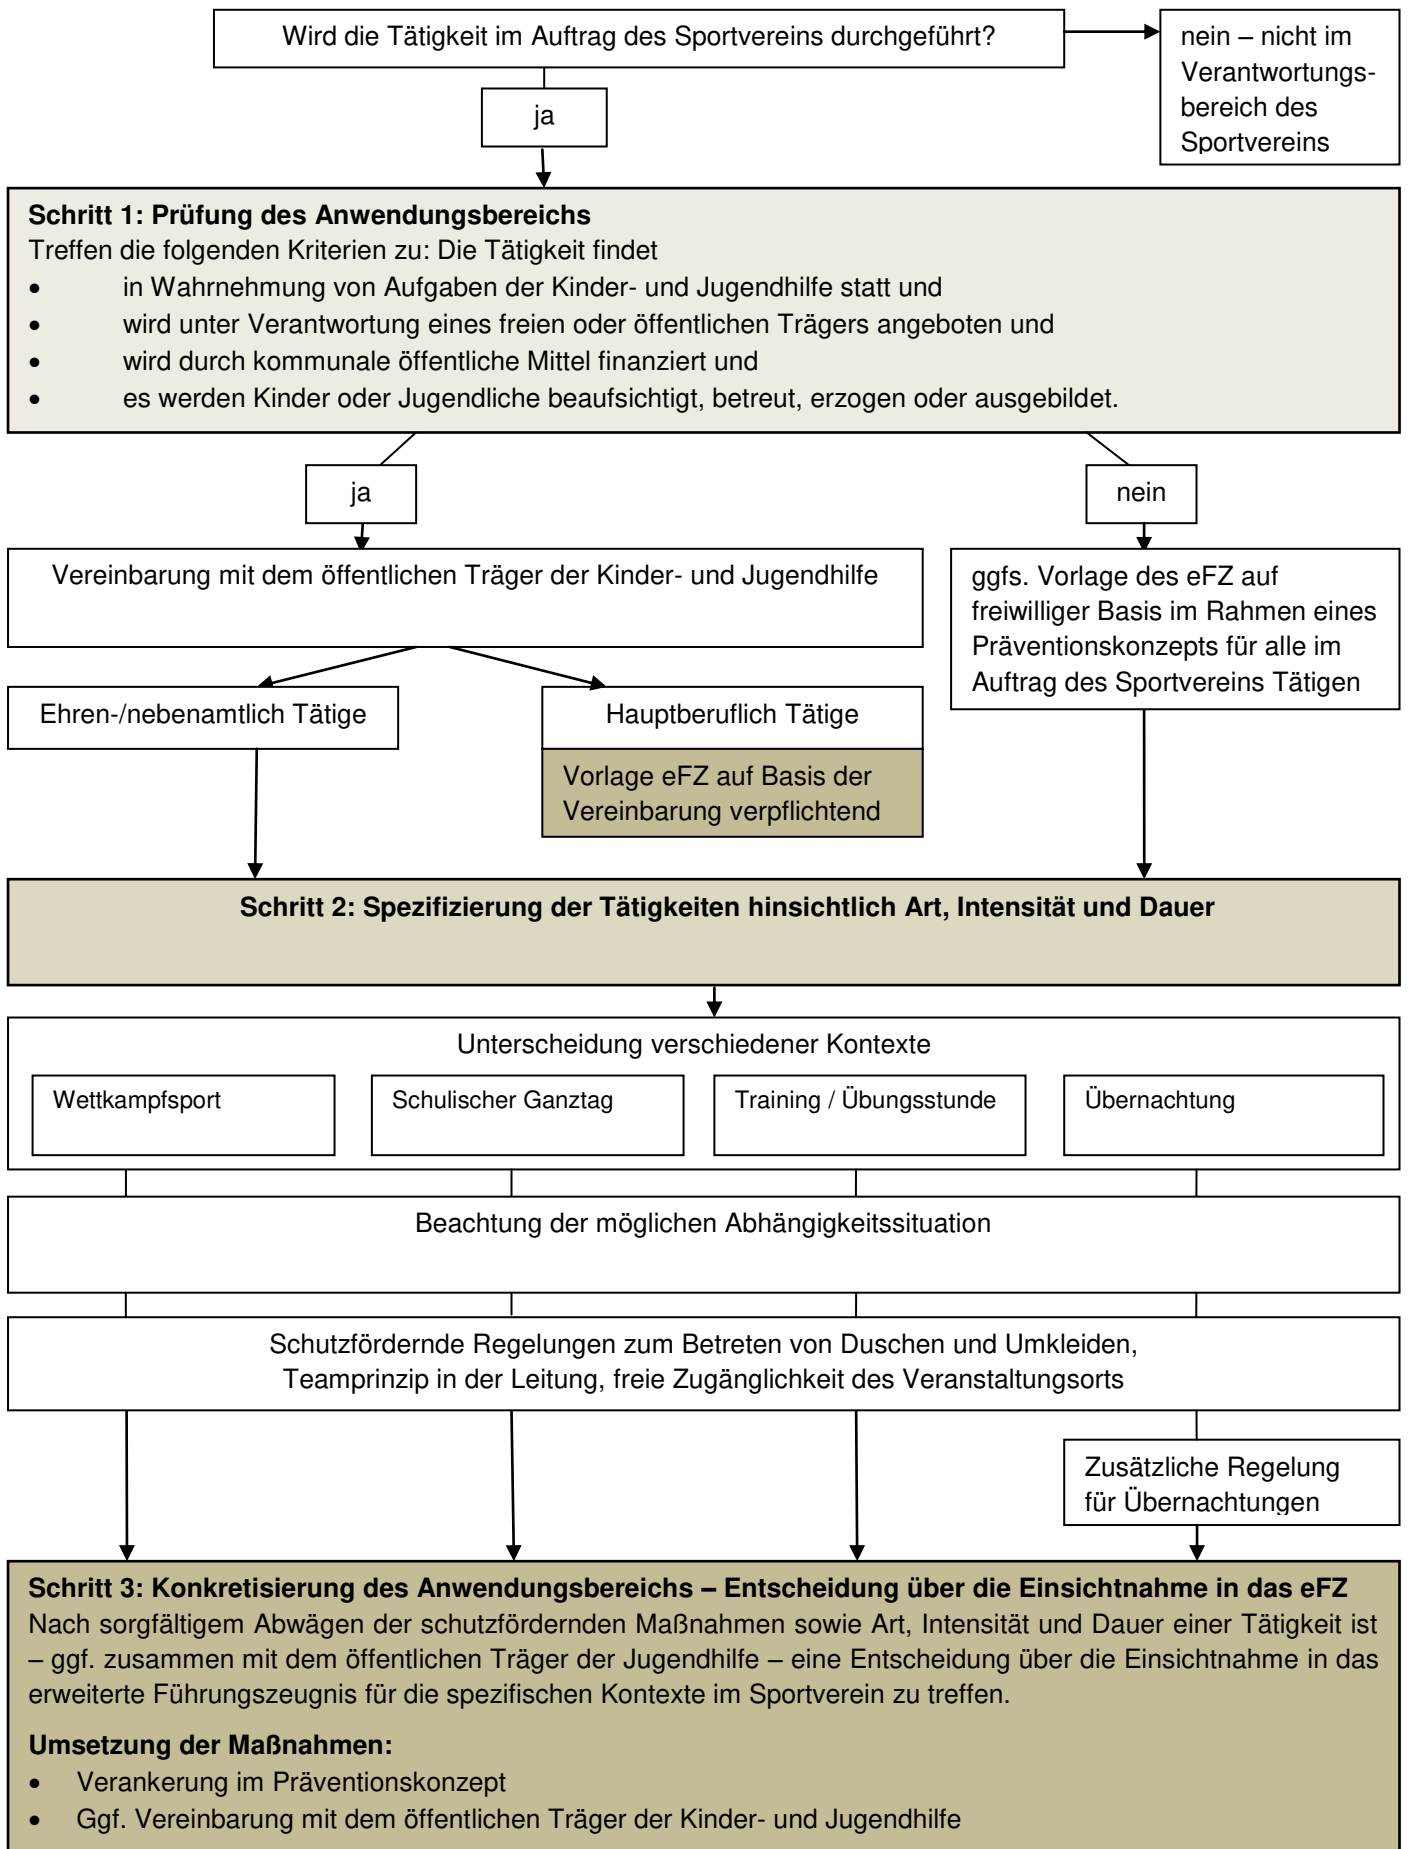 Wird die Tätigkeit im Auftrag des Sportvereins durchgeführt?
nein – nicht im
Verantwortungs-
bereich des
Sportvereins
ja
Schritt 1: Prüfung des Anwendungsbereichs
Treffen die folgenden Kriterien zu: Die Tätigkeit findet
• in Wahrnehmung von Aufgaben der Kinder- und Jugendhilfe statt und
• wird unter Verantwortung eines freien oder öffentlichen Trägers angeboten und
• wird durch kommunale öffentliche Mittel finanziert und
• es werden Kinder oder Jugendliche beaufsichtigt, betreut, erzogen oder ausgebildet.
ja
nein
Vereinbarung mit dem öffentlichen Träger der Kinder- und Jugendhilfe
ggfs. Vorlage des eFZ auf
freiwilliger Basis im Rahmen eines
Präventionskonzepts für alle im
Auftrag des Sportvereins Tätigen
Ehren-/nebenamtlich Tätige
Hauptberuflich Tätige
Vorlage eFZ auf Basis der
Vereinbarung verpflichtend
Schritt 2: Spezifizierung der Tätigkeiten hinsichtlich Art, Intensität und Dauer
Unterscheidung verschiedener Kontexte
Wettkampfsport
Schulischer Ganztag
Training / Übungsstunde
Übernachtung
Beachtung der möglichen Abhängigkeitssituation
Schutzfördernde Regelungen zum Betreten von Duschen und Umkleiden,
Teamprinzip in der Leitung, freie Zugänglichkeit des Veranstaltungsorts
Zusätzliche Regelung
für Übernachtungen
Schritt 3: Konkretisierung des Anwendungsbereichs – Entscheidung über die Einsichtnahme in das eFZ
Nach sorgfältigem Abwägen der schutzfördernden Maßnahmen sowie Art, Intensität und Dauer einer Tätigkeit ist
– ggf. zusammen mit dem öffentlichen Träger der Jugendhilfe – eine Entscheidung über die Einsichtnahme in das
erweiterte Führungszeugnis für die spezifischen Kontexte im Sportverein zu treffen.
Umsetzung der Maßnahmen:
• Verankerung im Präventionskonzept
• Ggf. Vereinbarung mit dem öffentlichen Träger der Kinder- und Jugendhilfe